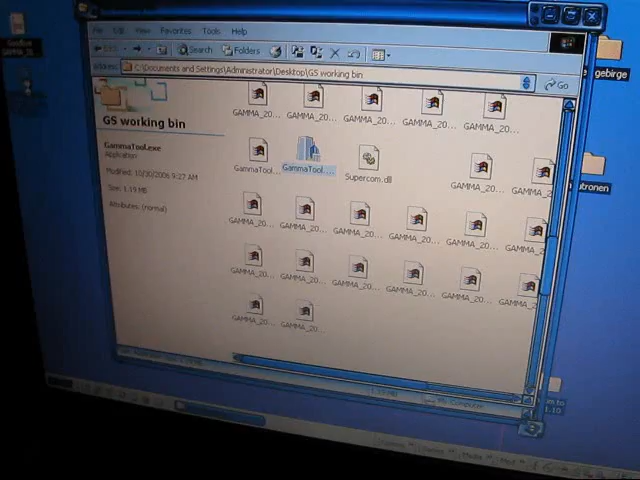 File Edit View Favorites Tools Help
Search Folders
Address C:\Documents and Settings\Administrator\Desktop\GS working bin Go
gebirge
GS working bin
GammaTool.exe
Application
Modified: 10/30/2006 9:27 AM
Size: 1.19 MB
Attributes: (normal)
GAMMA_20... GAMMA_20... GAMMA_20... GAMMA_20... GAMMA_20...
GammaTool... GammaTool.... Supercom.dll GAMMA_20... GAMMA_20
GAMMA_20... GAMMA_20... GAMMA_20... GAMMA_20... GAMMA_20... GAMMA_20
GAMMA_20... GAMMA_20... GAMMA_20... GAMMA_20... GAMMA_20... GAMMA_20
GAMMA_20... GAMMA_20...
My Computer